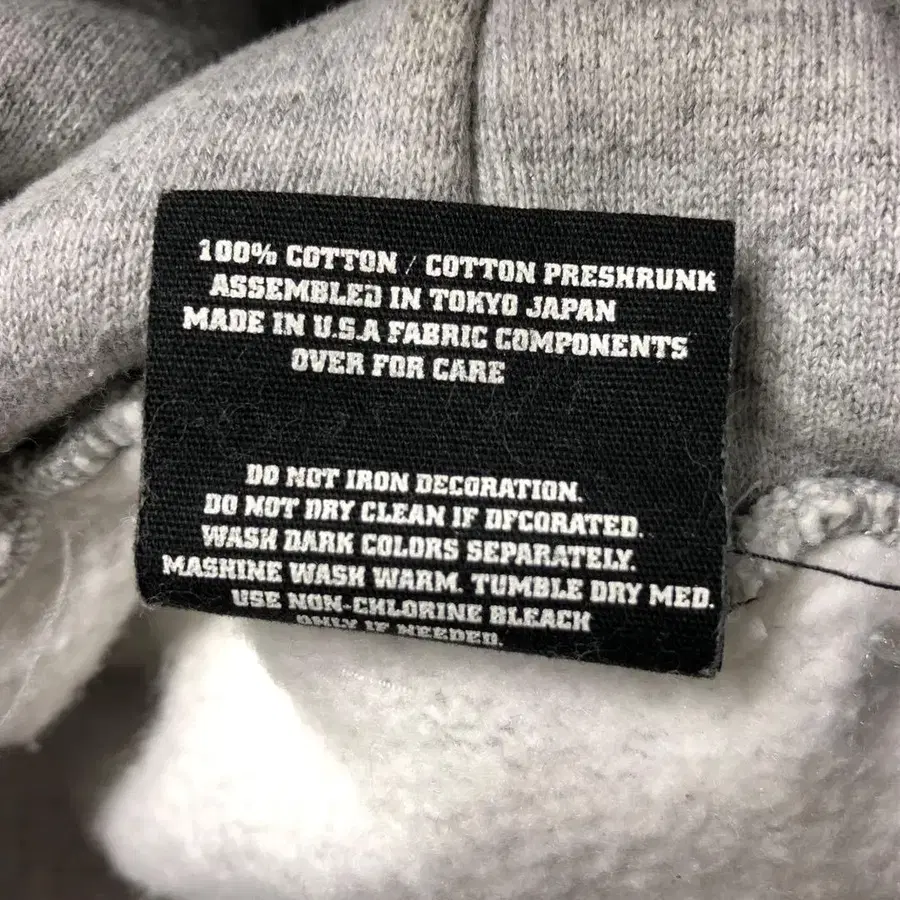 100% COTTON / COTTON PRESHRUNK
ASSEMBLED IN TOKYO JAPAN
MADE IN U.S.A FABRIC COMPONENTS
OVER FOR CARE
DO NOT IRON DECORATION.
DO NOT DRY CLEAN IF DFCORATED.
WASH DARK COLORS SEPARATELY.
MASHINE WASH WARM. TUMBLE DRY MED.
USE NON-CHLORINE BLEACH
ONLY IF NEEDED.